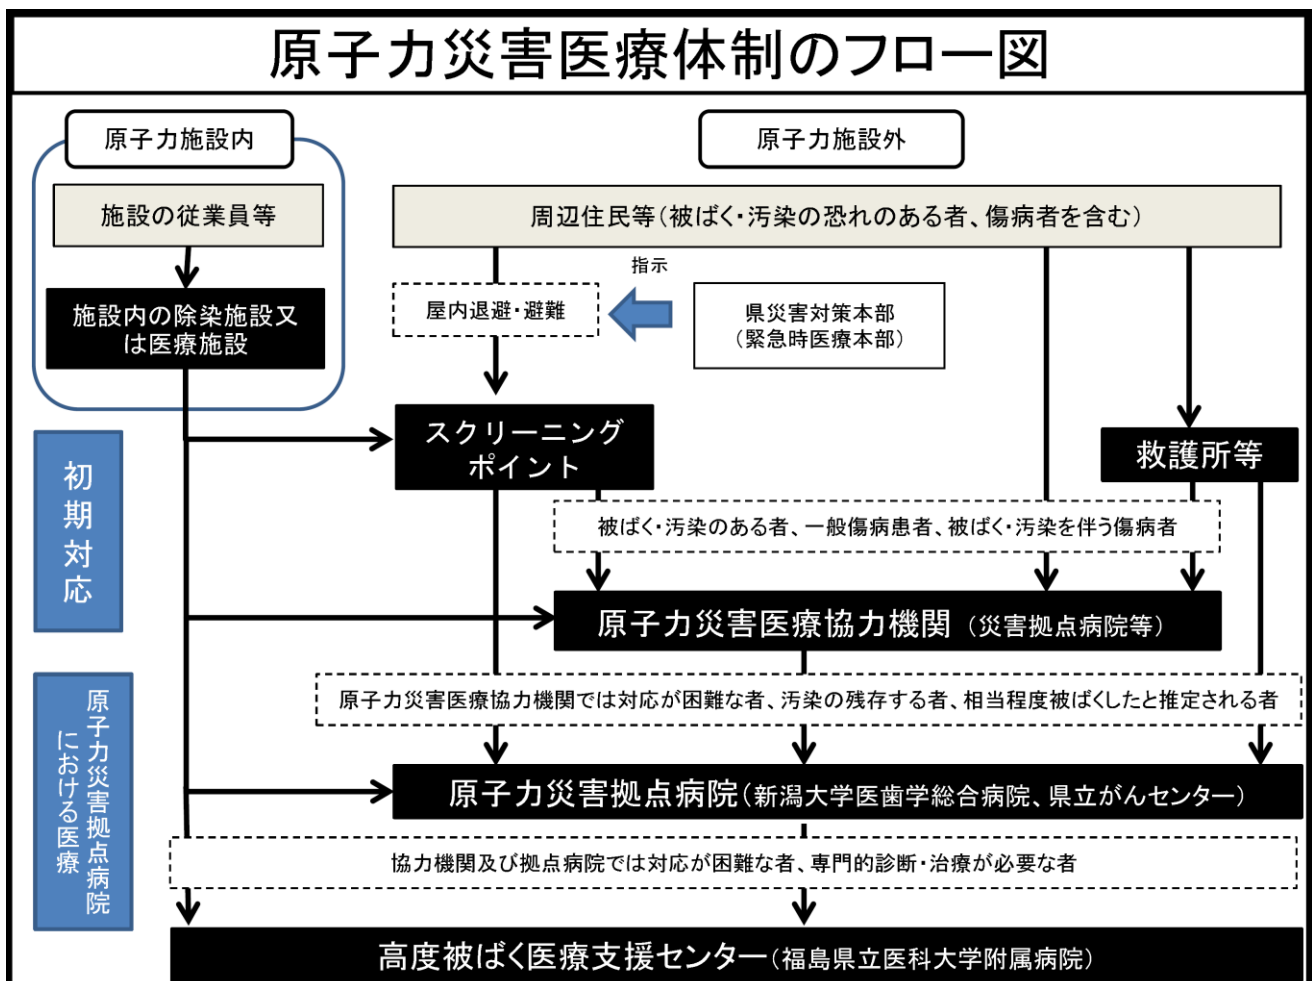 原子力災害医療体制のフロー図
原子力施設内
原子力施設外
施設の従業員等
周辺住民等(被ばく・汚染の恐れのある者、傷病者を含む)
指示
施設内の除染施設又
は医療施設
屋内退避・避難
県災害対策本部
(緊急時医療本部)
スクリーニング
ポイント
救護所等
初期対応
被ばく・汚染のある者、一般傷病患者、被ばく・汚染を伴う傷病者
原子力災害医療協力機関 (災害拠点病院等)
原子力災害拠点病院
における医療
原子力災害医療協力機関では対応が困難な者、汚染の残存する者、相当程度被ばくしたと推定される者
原子力災害拠点病院(新潟大学医歯学総合病院、県立がんセンター)
協力機関及び拠点病院では対応が困難な者、専門的診断・治療が必要な者
高度被ばく医療支援センター(福島県立医科大学附属病院)